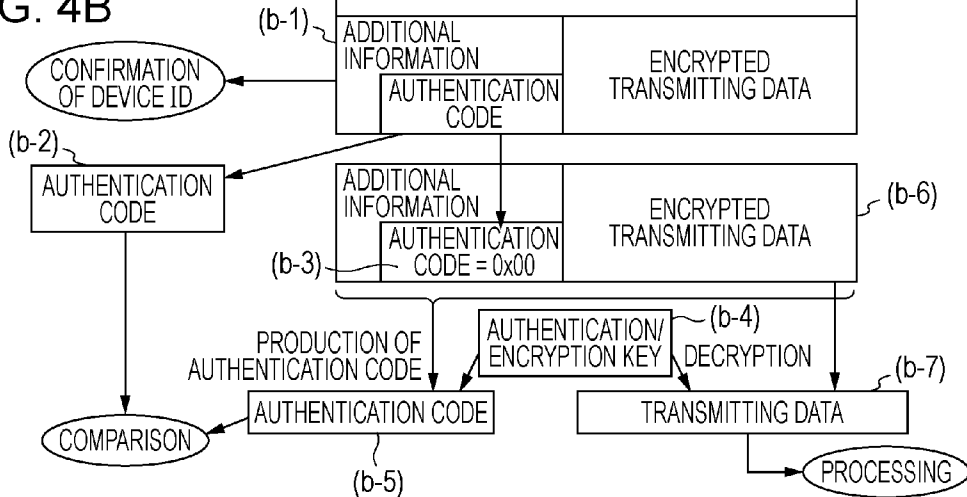 G. 4B
(b-1)
ADDITIONAL
INFORMATION
AUTHENTICATION
CODE
ENCRYPTED
TRANSMITTING DATA
CONFIRMATION
OF DEVICE ID
(b-2)
AUTHENTICATION
CODE
ADDITIONAL
INFORMATION
ENCRYPTED
TRANSMITTING DATA
(b-6)
(b-3)
AUTHENTICATION
CODE = 0x00
(b-4)
AUTHENTICATION/
ENCRYPTION KEY
PRODUCTION OF
AUTHENTICATION CODE
DECRYPTION
(b-7)
AUTHENTICATION CODE
TRANSMITTING DATA
COMPARISON
(b-5)
PROCESSING